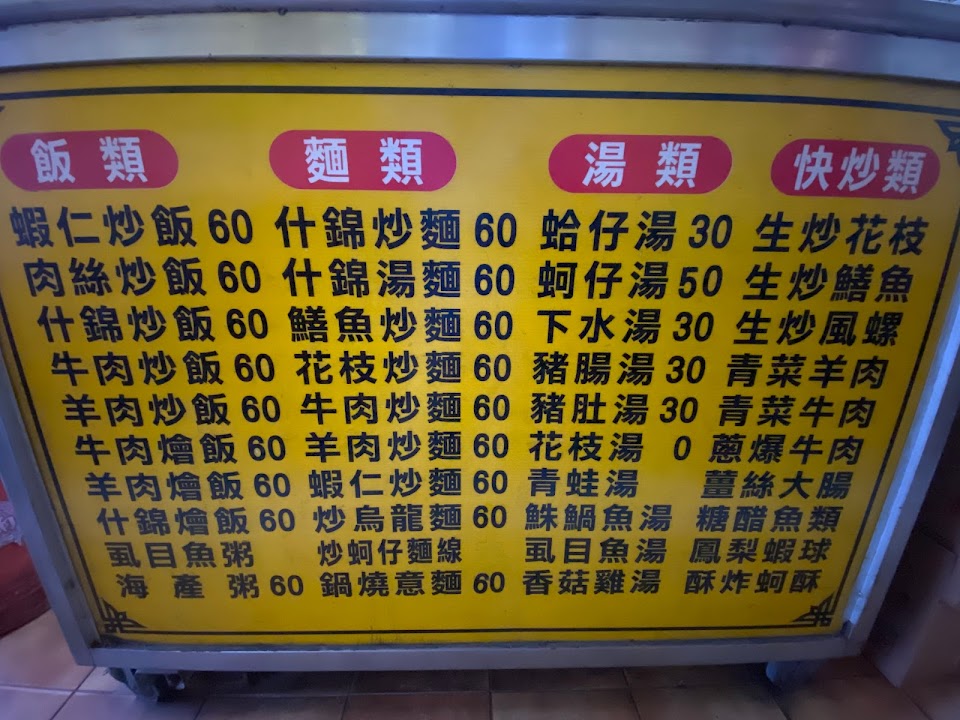 飯類 麵類 湯類 快炒類
蝦仁炒飯 60 什錦炒麵 60 蛤仔湯 30 生炒花枝
肉絲炒飯 60 什錦湯麵 60 蚵仔湯 50 生炒鱔魚
什錦炒飯 60 鱔魚炒麵 60 下水湯 30 生炒風螺
牛肉炒飯 60 花枝炒麵 60 豬腸湯 30 青菜羊肉
羊肉炒飯 60 牛肉炒麵 60 豬肚湯 30 青菜牛肉
牛肉燴飯 60 羊肉炒麵 60 花枝湯 0 蔥爆牛肉
羊肉燴飯 60 蝦仁炒麵 60 青蛙湯 薑絲大腸
什錦燴飯 60 炒烏龍麵 60 鮢鍋魚湯 糖醋魚類
虱目魚粥 炒蚵仔麵線 虱目魚湯 鳳梨蝦球
海產粥 60 鍋燒意麵 60 香菇雞湯 酥炸蚵酥